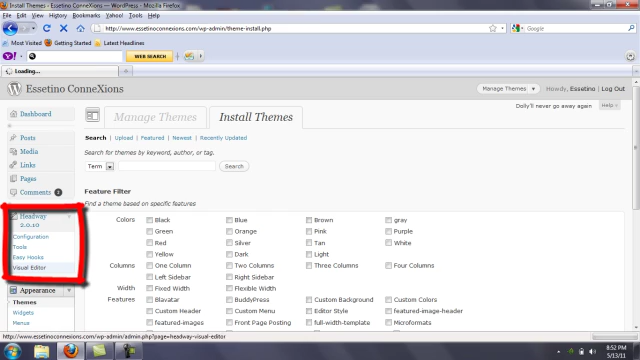 Install Themes ‹ Essetino ConneXions — WordPress - Mozilla Firefox
File Edit View History Bookmarks Tools Help
http://www.essetinoconnexions.com/wp-admin/theme-install.php
Google
Most Visited Getting Started Latest Headlines
WEB SEARCH
Loading...
Essetino ConneXions
Manage Themes Howdy, Essetino | Log Out
Dolly'll never go away again Help
Dashboard
Posts
Media
Links
Pages
Comments
Headway 2.0.10
Configuration
Tools
Easy Hooks
Visual Editor
Appearance
Themes
Widgets
Menus
Manage Themes Install Themes
Search | Upload | Featured | Newest | Recently Updated
Search for themes by keyword, author, or tag.
Term Search
Feature Filter
Find a theme based on specific features
Colors Black Blue Brown gray
Green Orange Pink Purple
Red Silver Tan White
Yellow Dark Light
Columns One Column Two Columns Three Columns Four Columns
Left Sidebar Right Sidebar
Width Fixed Width Flexible Width
Features Blavatar BuddyPress Custom Background Custom Colors
Custom Header Custom Menu Editor Style featured-image-header
featured-images Front Page Posting full-width-template Microformats
http://www.essetinoconnexions.com/wp-admin/admin.php?page=headway-visual-editor
8:52 PM
5/13/11